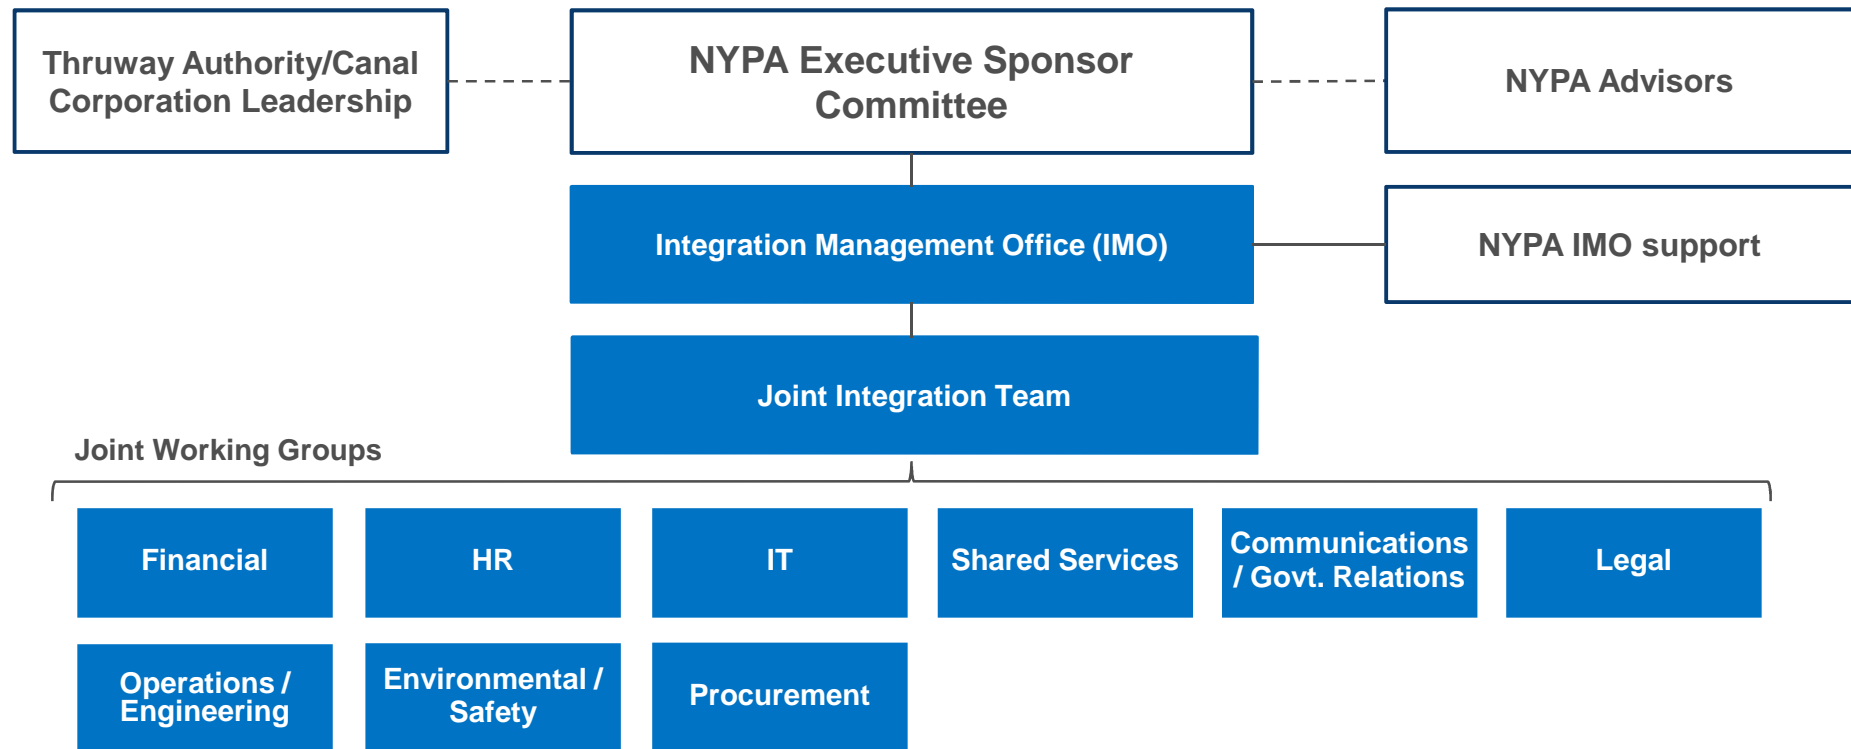 Thruway Authority/Canal
Corporation Leadership
NYPA Executive Sponsor
Committee
NYPA Advisors
Integration Management Office (IMO)
NYPA IMO support
Joint Integration Team
Joint Working Groups
Financial
HR
IT
Shared Services
Communications
/ Govt. Relations
Legal
Operations /
Engineering
Environmental /
Safety
Procurement